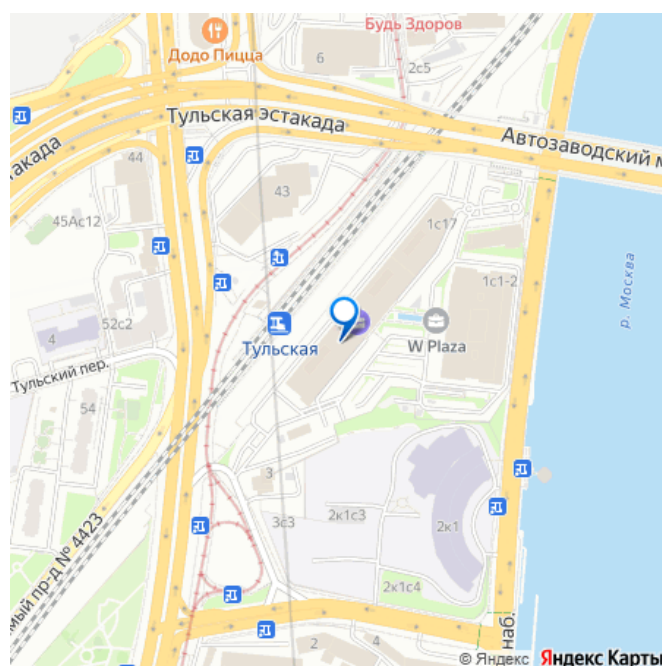 Будь Здоров
Додо Пицца
6
2с5
Тульская эстакада
Автозаводский м
такада
44
43
45Ас12
1с17
1с1-2
р. Москва
52с2
4
Тульская
W Plaza
Тульский пер.
54
3
3с3
2к1с3
2к1
мый пр-д № 4423
2к1с4
наб.
2
4
© Яндекс Яндекс Карты